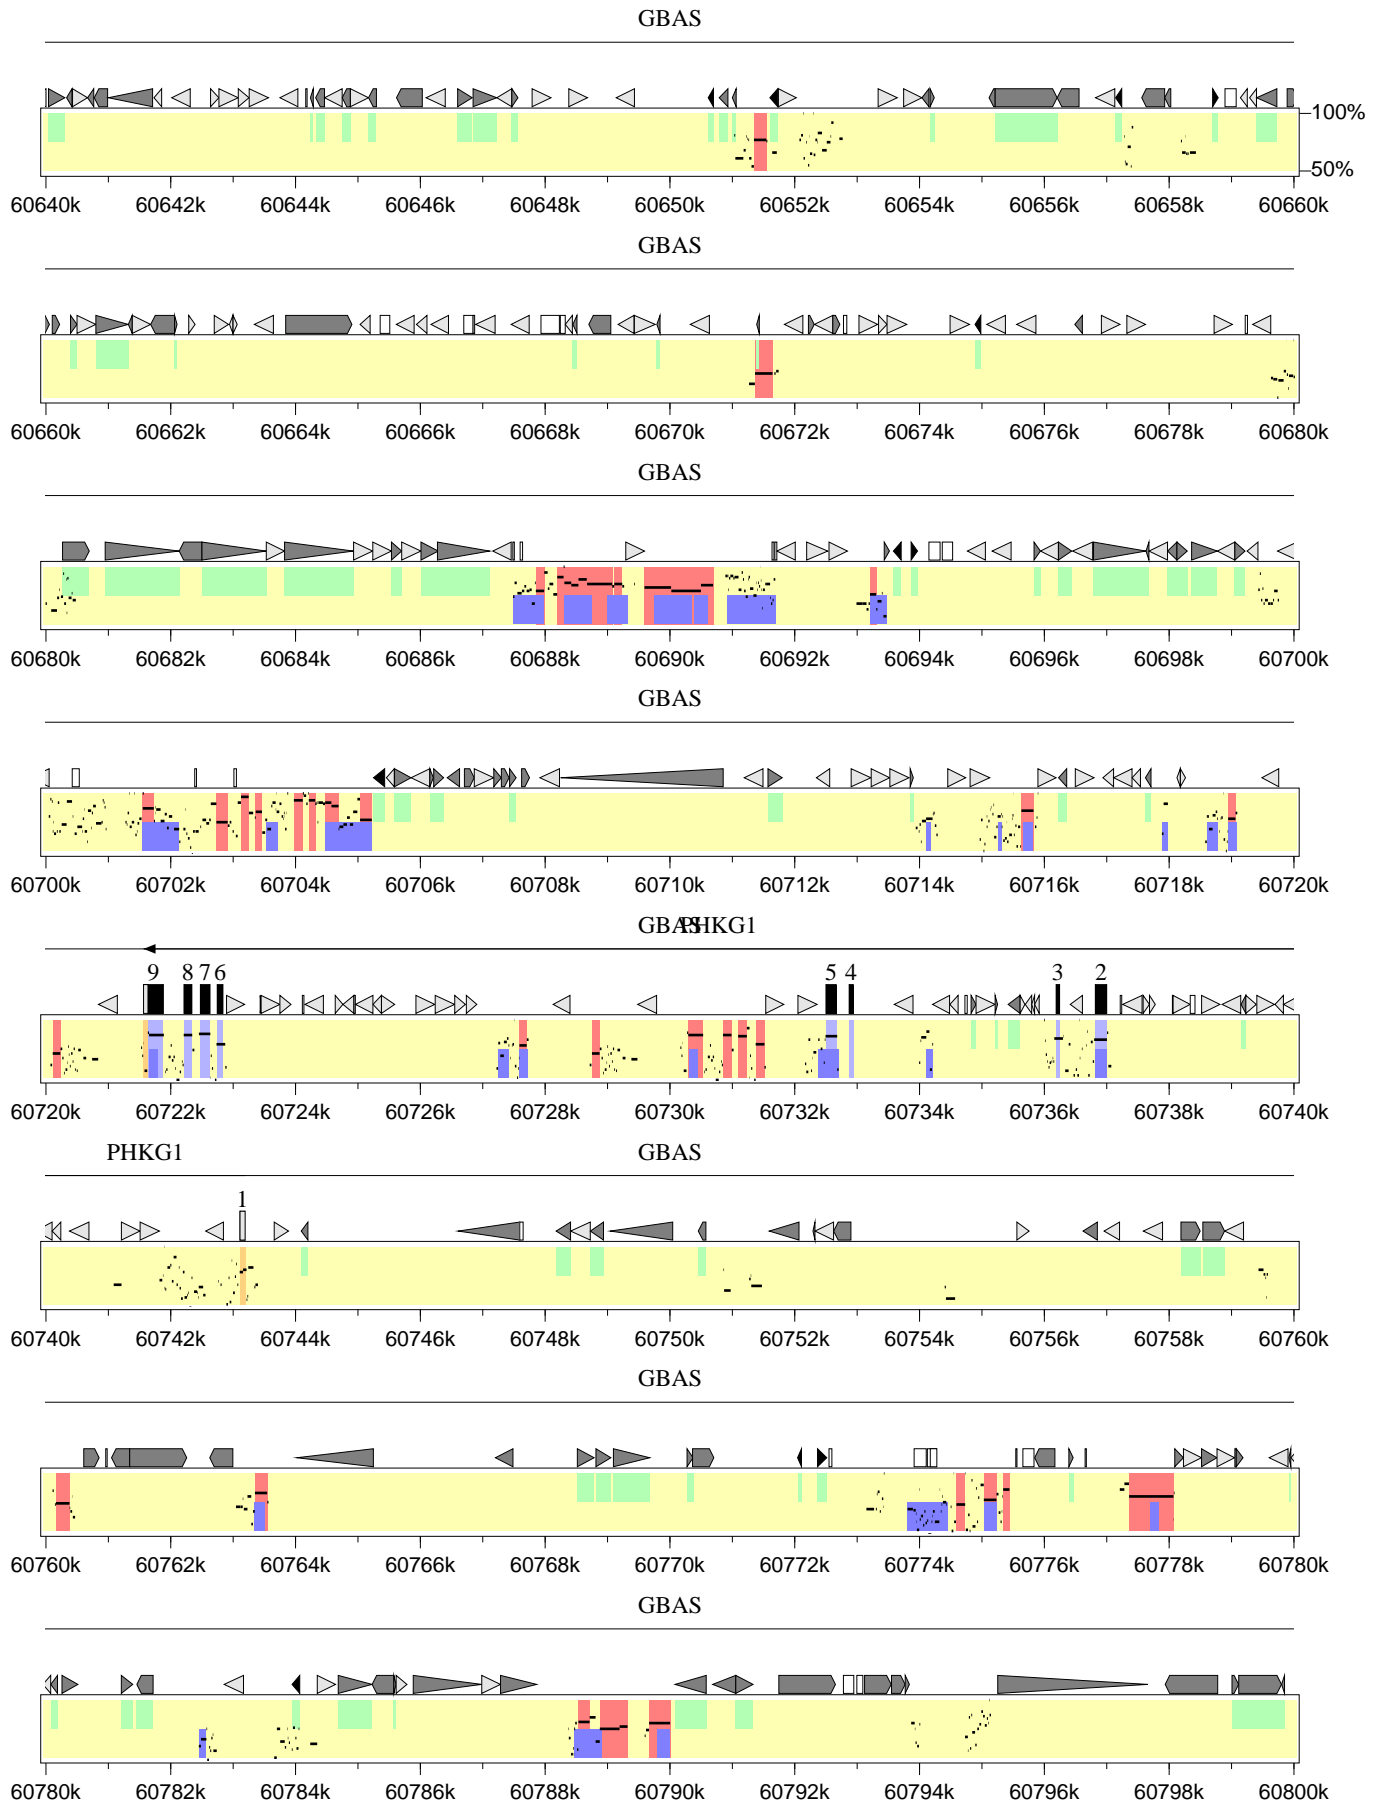 GBAS
100%
50%
60640k 60642k 60644k 60646k 60648k 60650k 60652k 60654k 60656k 60658k 60660k
GBAS
60660k 60662k 60664k 60666k 60668k 60670k 60672k 60674k 60676k 60678k 60680k
GBAS
60680k 60682k 60684k 60686k 60688k 60690k 60692k 60694k 60696k 60698k 60700k
GBAS
60700k 60702k 60704k 60706k 60708k 60710k 60712k 60714k 60716k 60718k 60720k
GBAS PHKG1
9 8 7 6 5 4 3 2
60720k 60722k 60724k 60726k 60728k 60730k 60732k 60734k 60736k 60738k 60740k
PHKG1 GBAS
1
60740k 60742k 60744k 60746k 60748k 60750k 60752k 60754k 60756k 60758k 60760k
GBAS
60760k 60762k 60764k 60766k 60768k 60770k 60772k 60774k 60776k 60778k 60780k
GBAS
60780k 60782k 60784k 60786k 60788k 60790k 60792k 60794k 60796k 60798k 60800k